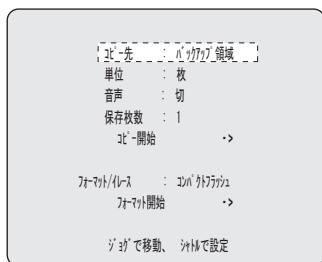 ｺﾋﾟｰ先 : ﾊﾞｯｸｱｯﾌﾟ領域
単位 : 枚
音声 : 切
保存枚数 : 1
ｺﾋﾟｰ開始 ->
ﾌｫｰﾏｯﾄ/ｲﾚｰｽ : ｺﾝﾊﾟｸﾄﾌﾗｯｼｭ
ﾌｫｰﾏｯﾄ開始 ->
ｼﾞｮｸﾞで移動、 ｼｬﾄﾙで設定